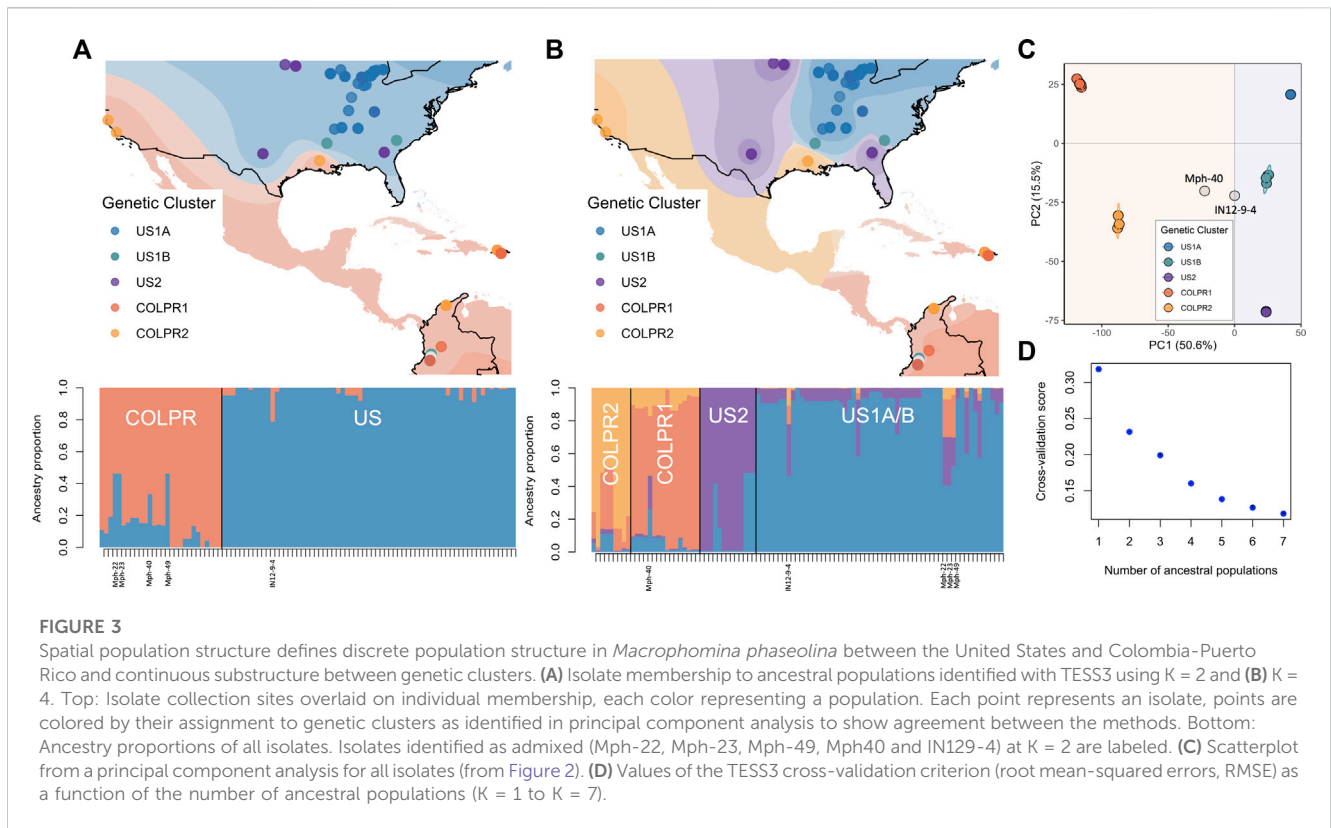 A
Genetic Cluster
US1A
US1B
US2
COLPR1
COLPR2
Ancestry proportion
1.0
0.8
0.6
0.4
0.2
0.0
COLPR
US
Mph-22
Mph-23
Mph-40
Mph-49
IN12-9-4
B
Genetic Cluster
US1A
US1B
US2
COLPR1
COLPR2
Ancestry proportion
1.0
0.8
0.6
0.4
0.2
0.0
COLPR2
COLPR1
US2
US1A/B
Mph-40
IN12-9-4
Mph-22
Mph-23
Mph-49
C
PC2 (15.5%)
25
0
-25
-50
-75
Mph-40
IN12-9-4
Genetic Cluster
US1A
US1B
US2
COLPR1
COLPR2
-100
-50
0
50
PC1 (50.6%)
D
Cross-validation score
0.30
0.25
0.20
0.15
1 2 3 4 5 6 7
Number of ancestral populations
FIGURE 3
Spatial population structure defines discrete population structure in Macrophomina phaseolina between the United States and Colombia-Puerto
Rico and continuous substructure between genetic clusters. (A) Isolate membership to ancestral populations identified with TESS3 using K = 2 and (B) K =
4. Top: Isolate collection sites overlaid on individual membership, each color representing a population. Each point represents an isolate, points are
colored by their assignment to genetic clusters as identified in principal component analysis to show agreement between the methods. Bottom:
Ancestry proportions of all isolates. Isolates identified as admixed (Mph-22, Mph-23, Mph-49, Mph40 and IN129-4) at K = 2 are labeled. (C) Scatterplot
from a principal component analysis for all isolates (from Figure 2). (D) Values of the TESS3 cross-validation criterion (root mean-squared errors, RMSE) as
a function of the number of ancestral populations (K = 1 to K = 7).